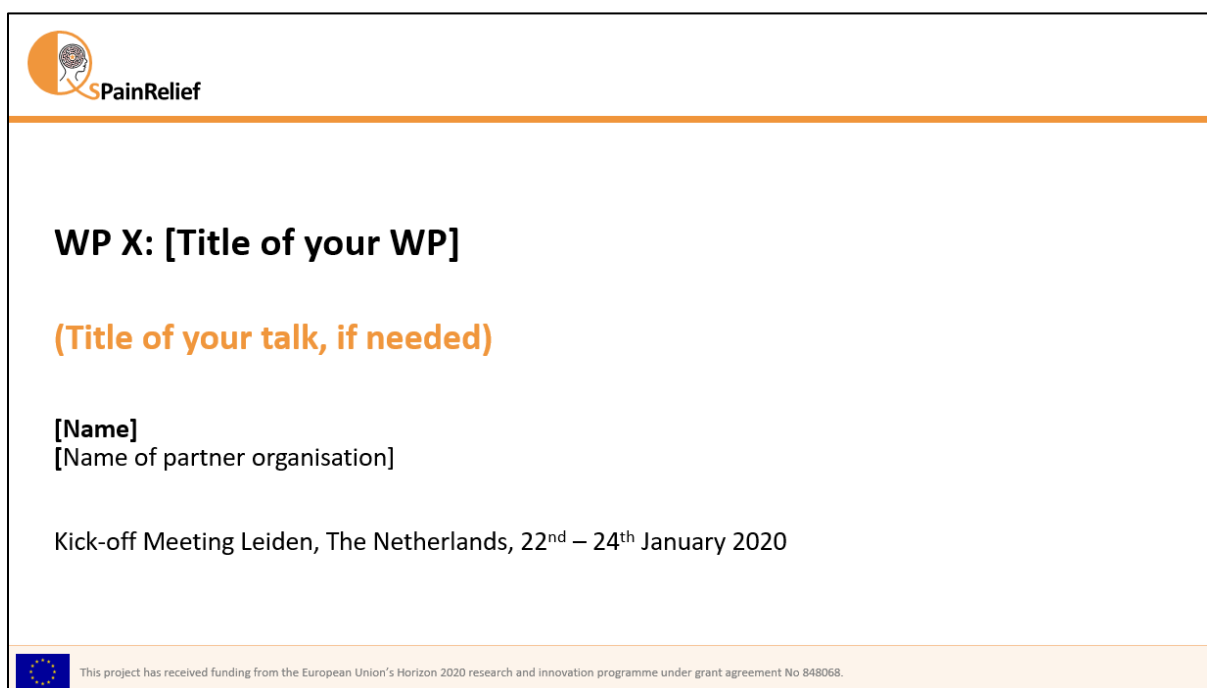 QSPainRelief
WP X: [Title of your WP]
(Title of your talk, if needed)
[Name]
[Name of partner organisation]
Kick-off Meeting Leiden, The Netherlands, 22nd – 24th January 2020
This project has received funding from the European Union's Horizon 2020 research and innovation programme under grant agreement No 848068.